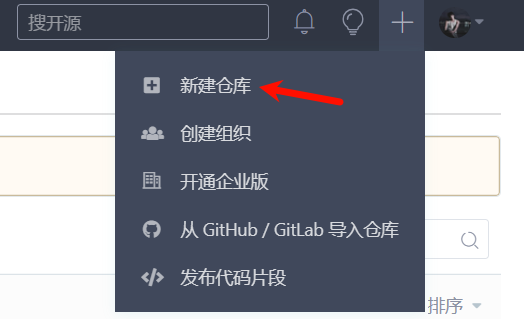 搜开源
新建仓库
创建组织
开通企业版
从 GitHub / GitLab 导入仓库
发布代码片段
排序